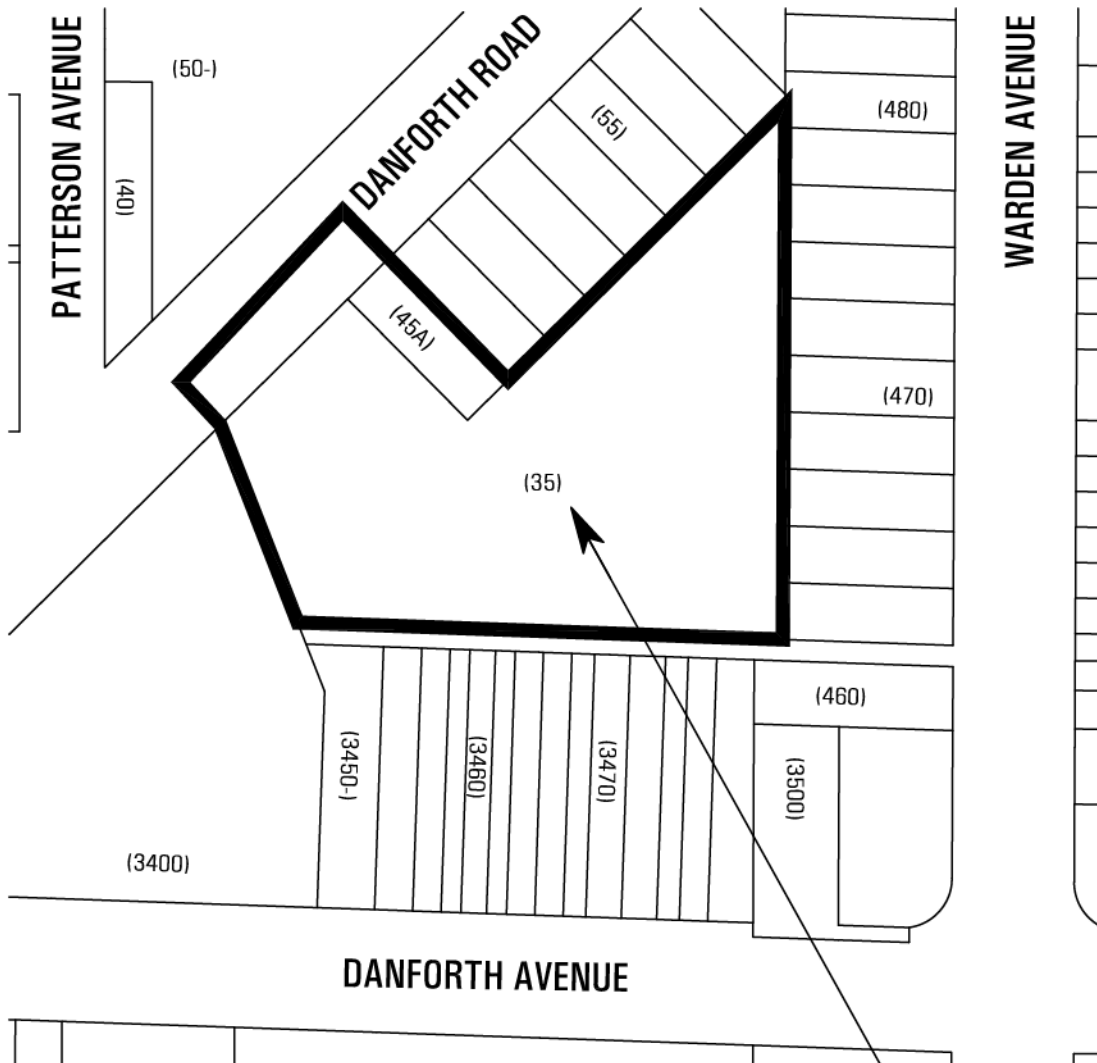 PATTERSON AVENUE
(50-)
DANFORTH ROAD
WARDEN AVENUE
(480)
(55)
(40)
(45A)
(470)
(35)
(460)
(3450-)
(3460)
(3470)
(3500)
(3400)
DANFORTH AVENUE